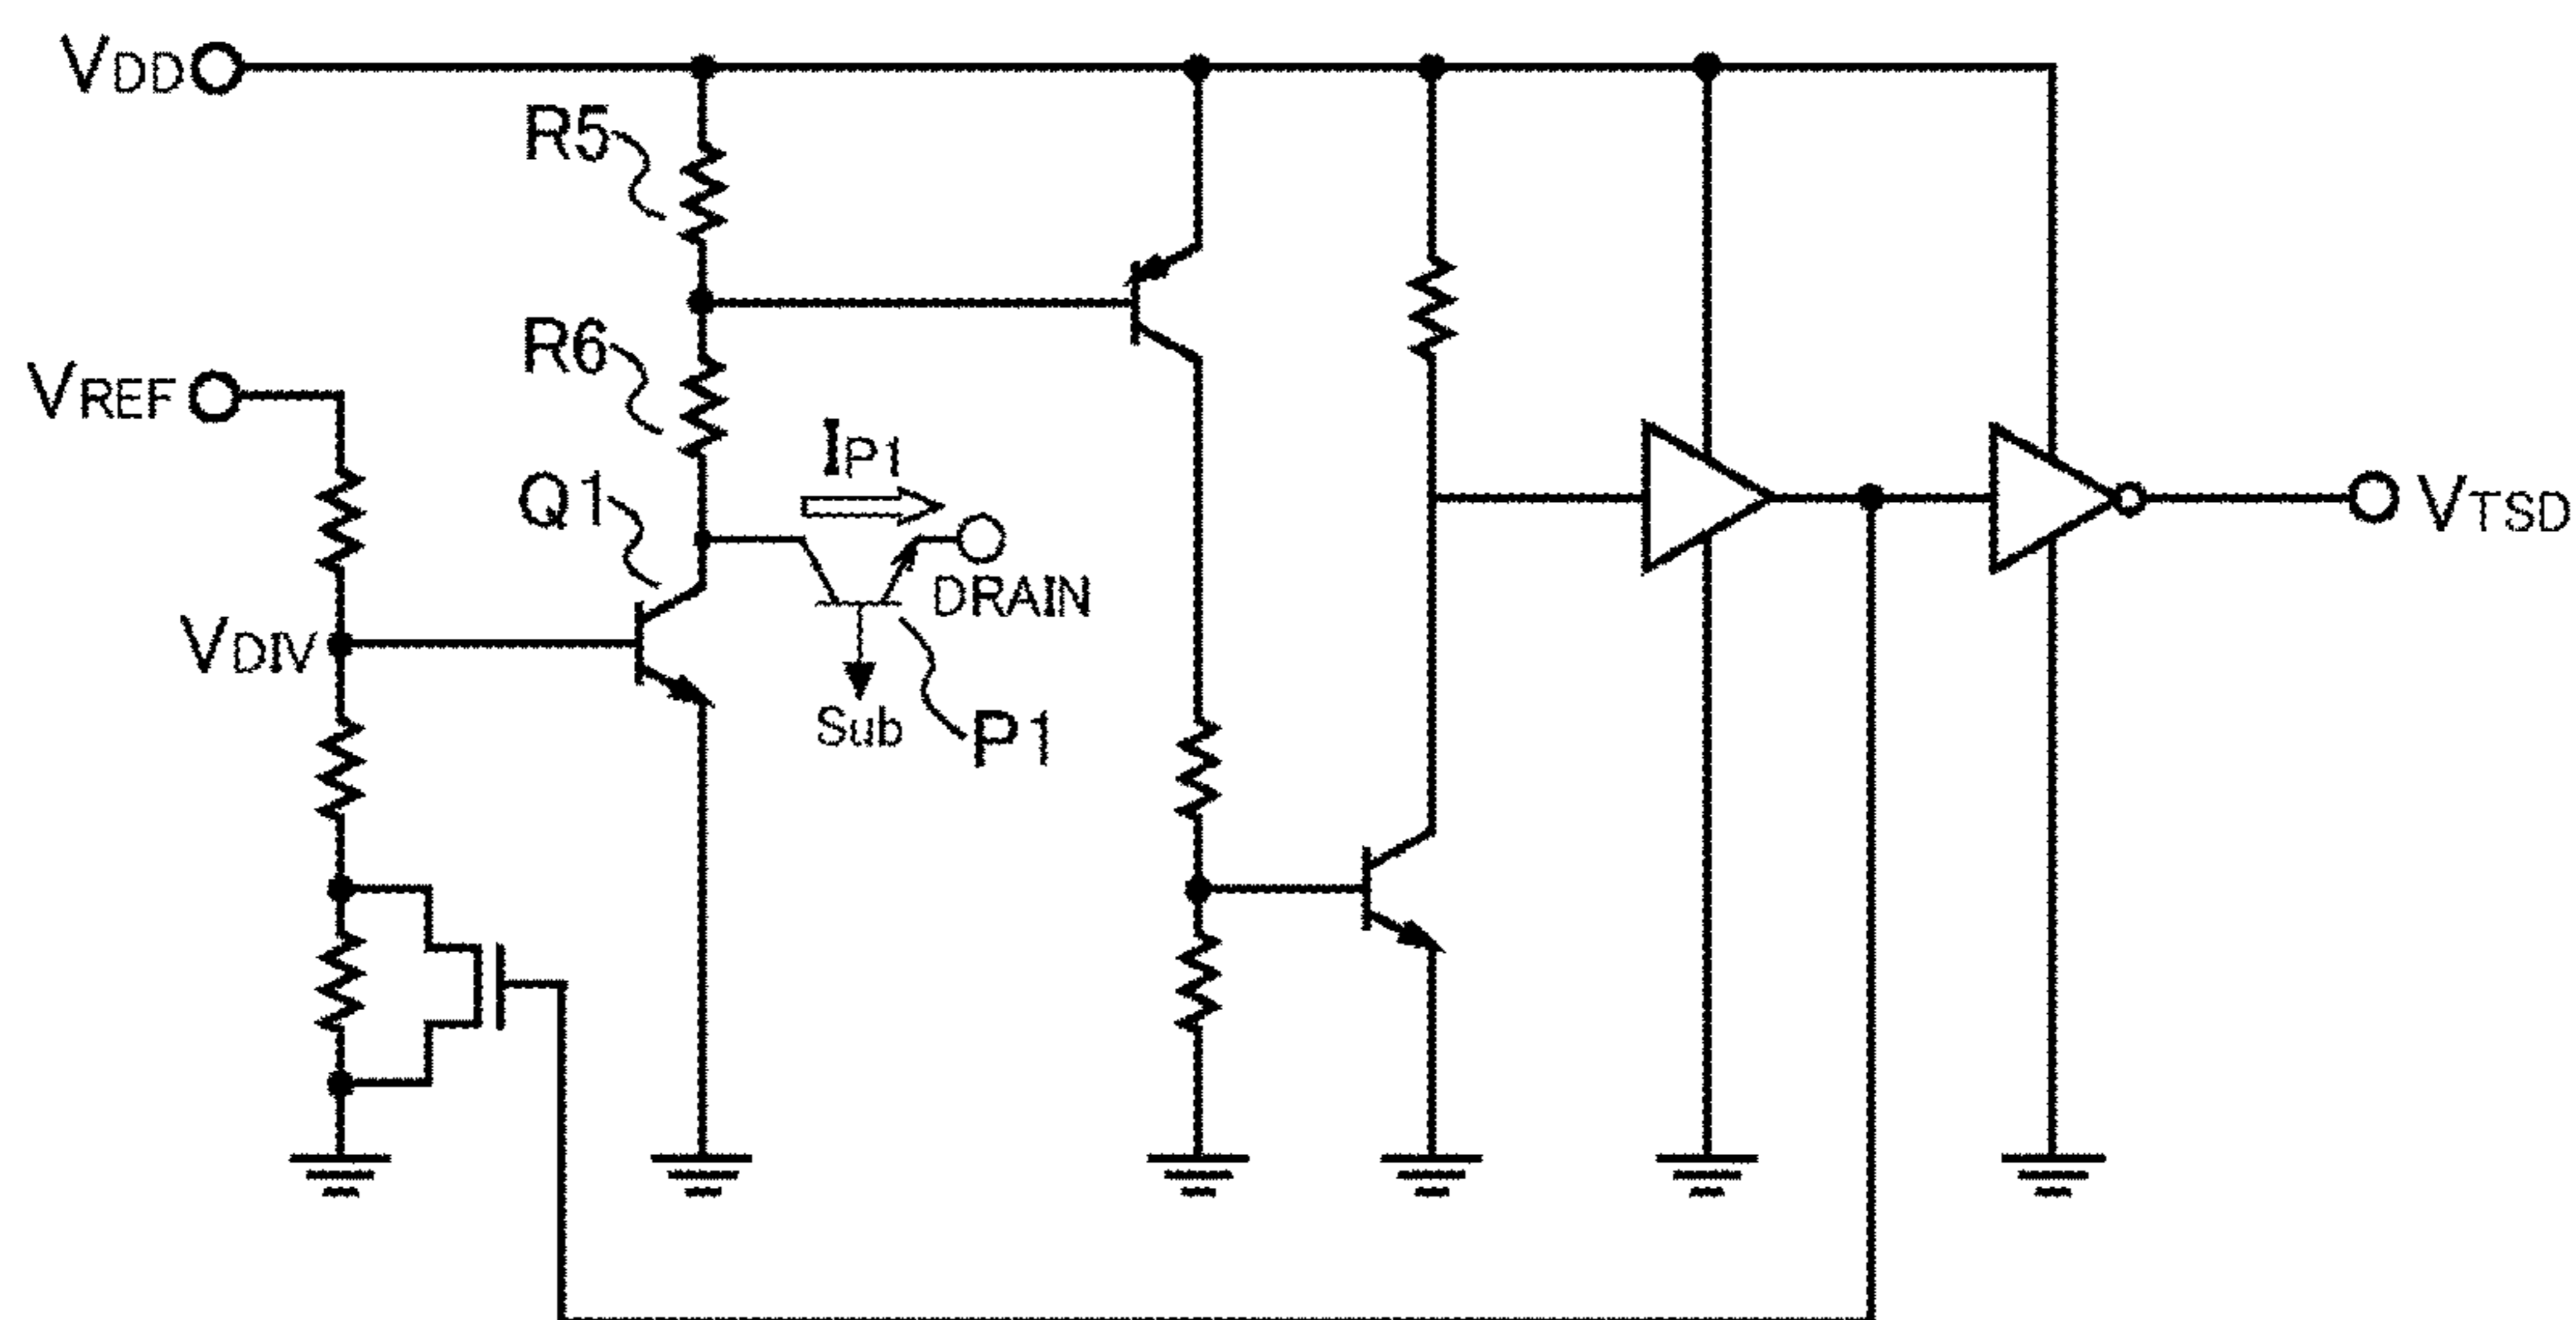 VDD
R5
R6
VREF
IP1
Q1
VTSD
DRAIN
VDIV
Sub
P1